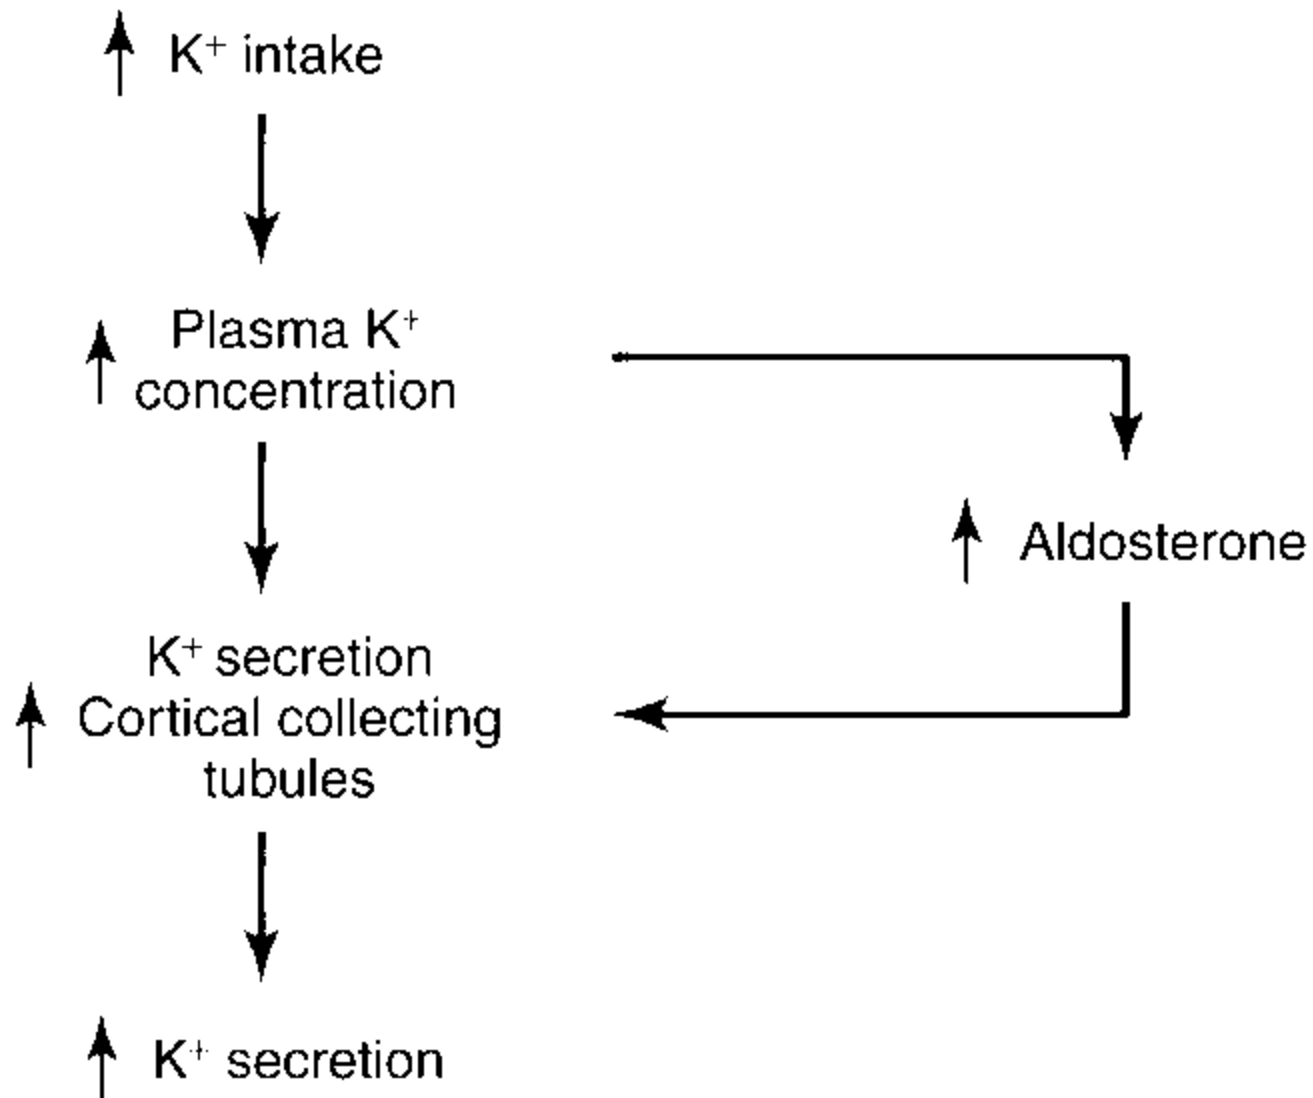 ↑ K⁺ intake
↑ Plasma K⁺
concentration
↑ Aldosterone
K⁺ secretion
↑ Cortical collecting
tubules
↑ K⁺ secretion